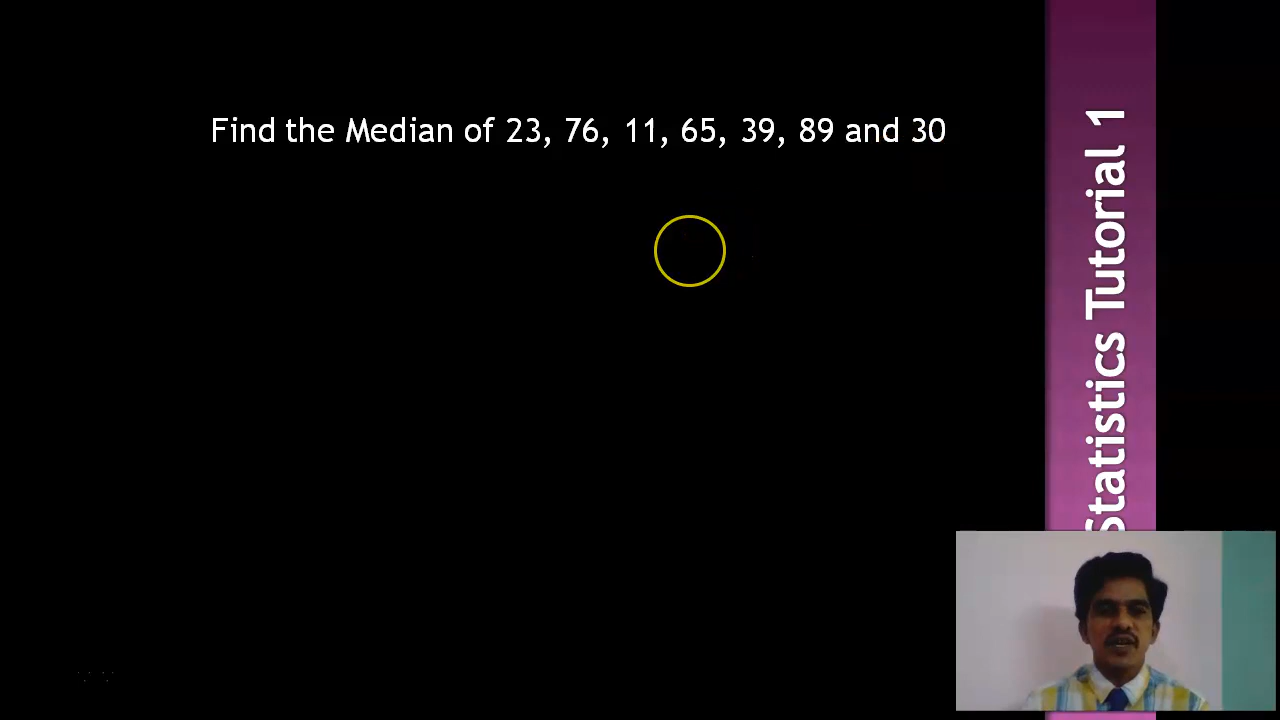 Find the Median of 23, 76, 11, 65, 39, 89 and 30
Statistics Tutorial 1